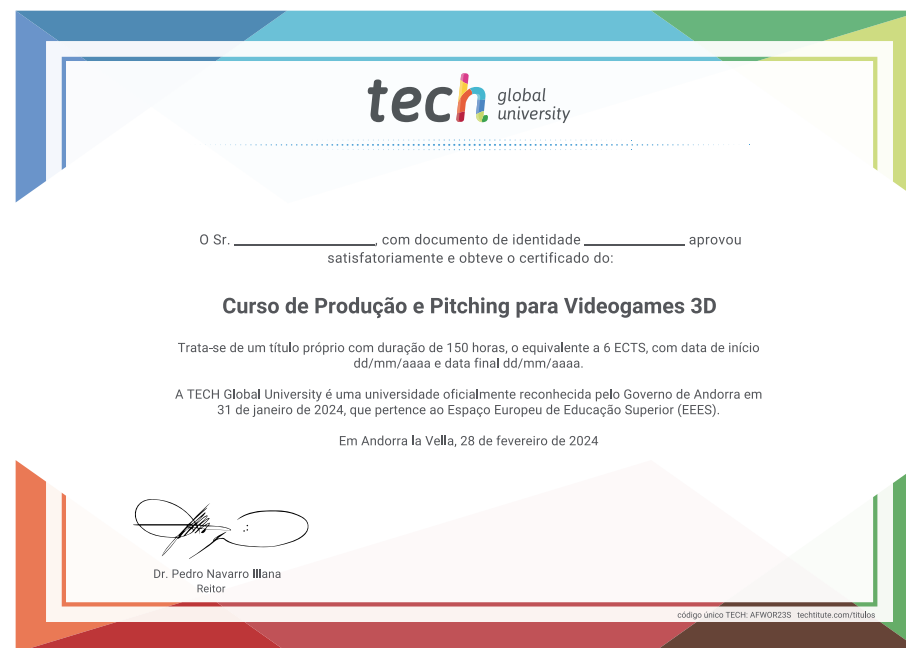 tech global university
O Sr. ____________________, com documento de identidade ______________ aprovou
satisfatoriamente e obteve o certificado do:
Curso de Produção e Pitching para Videogames 3D
Trata-se de um título próprio com duração de 150 horas, o equivalente a 6 ECTS, com data de início
dd/mm/aaaa e data final dd/mm/aaaa.
A TECH Global University é uma universidade oficialmente reconhecida pelo Governo de Andorra em
31 de janeiro de 2024, que pertence ao Espaço Europeu de Educação Superior (EEES).
Em Andorra la Vella, 28 de fevereiro de 2024
Dr. Pedro Navarro Illana
Reitor
código único TECH: AFWOR23S techtitute.com/titulos